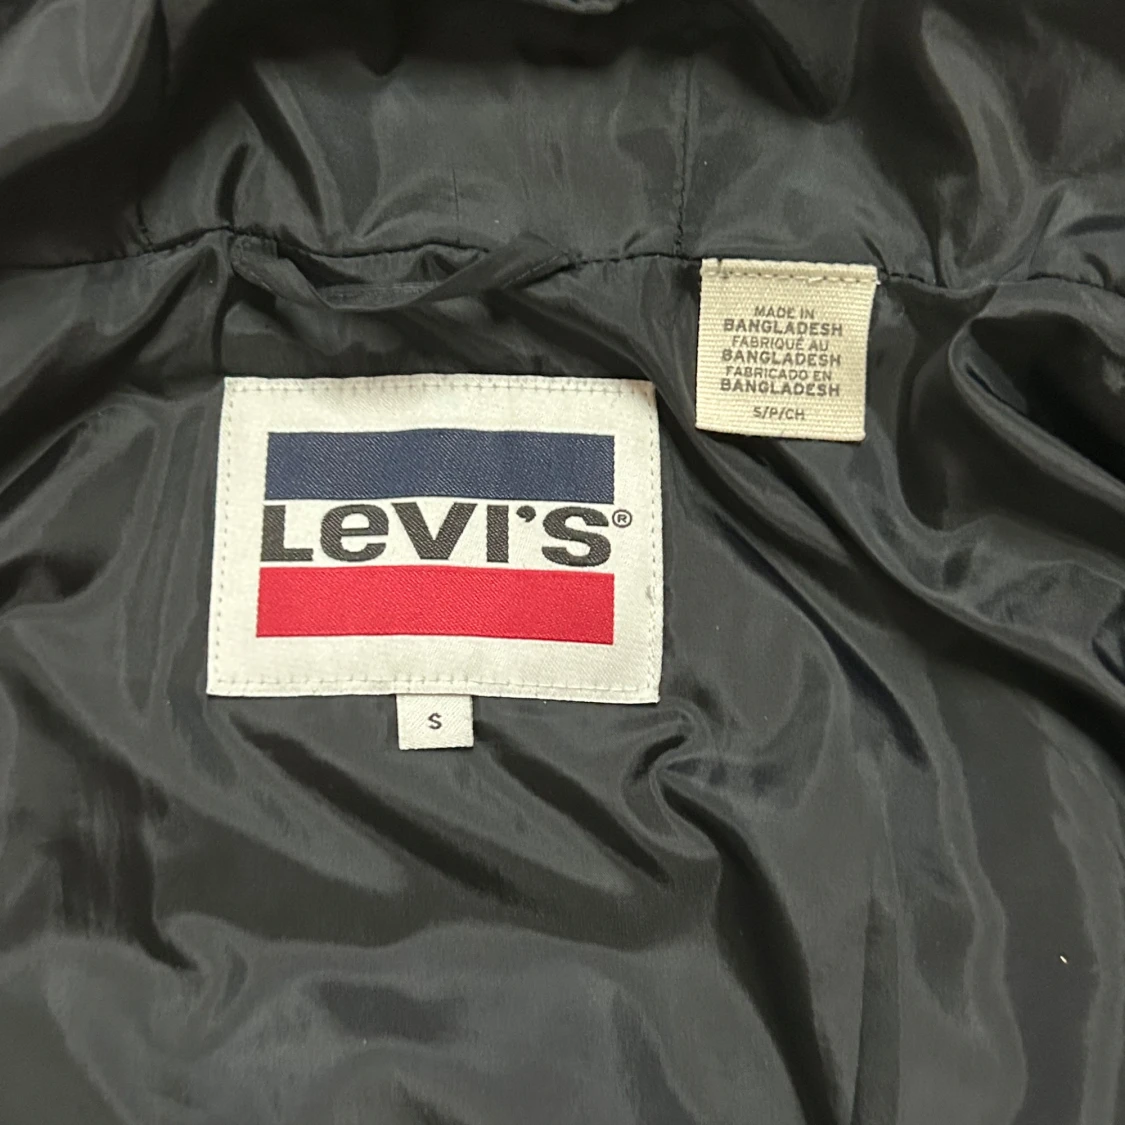 LEVI'S®
S
MADE IN
BANGLADESH
FABRIQUÉ AU
BANGLADESH
FABRICADO EN
BANGLADESH
S/P/CH